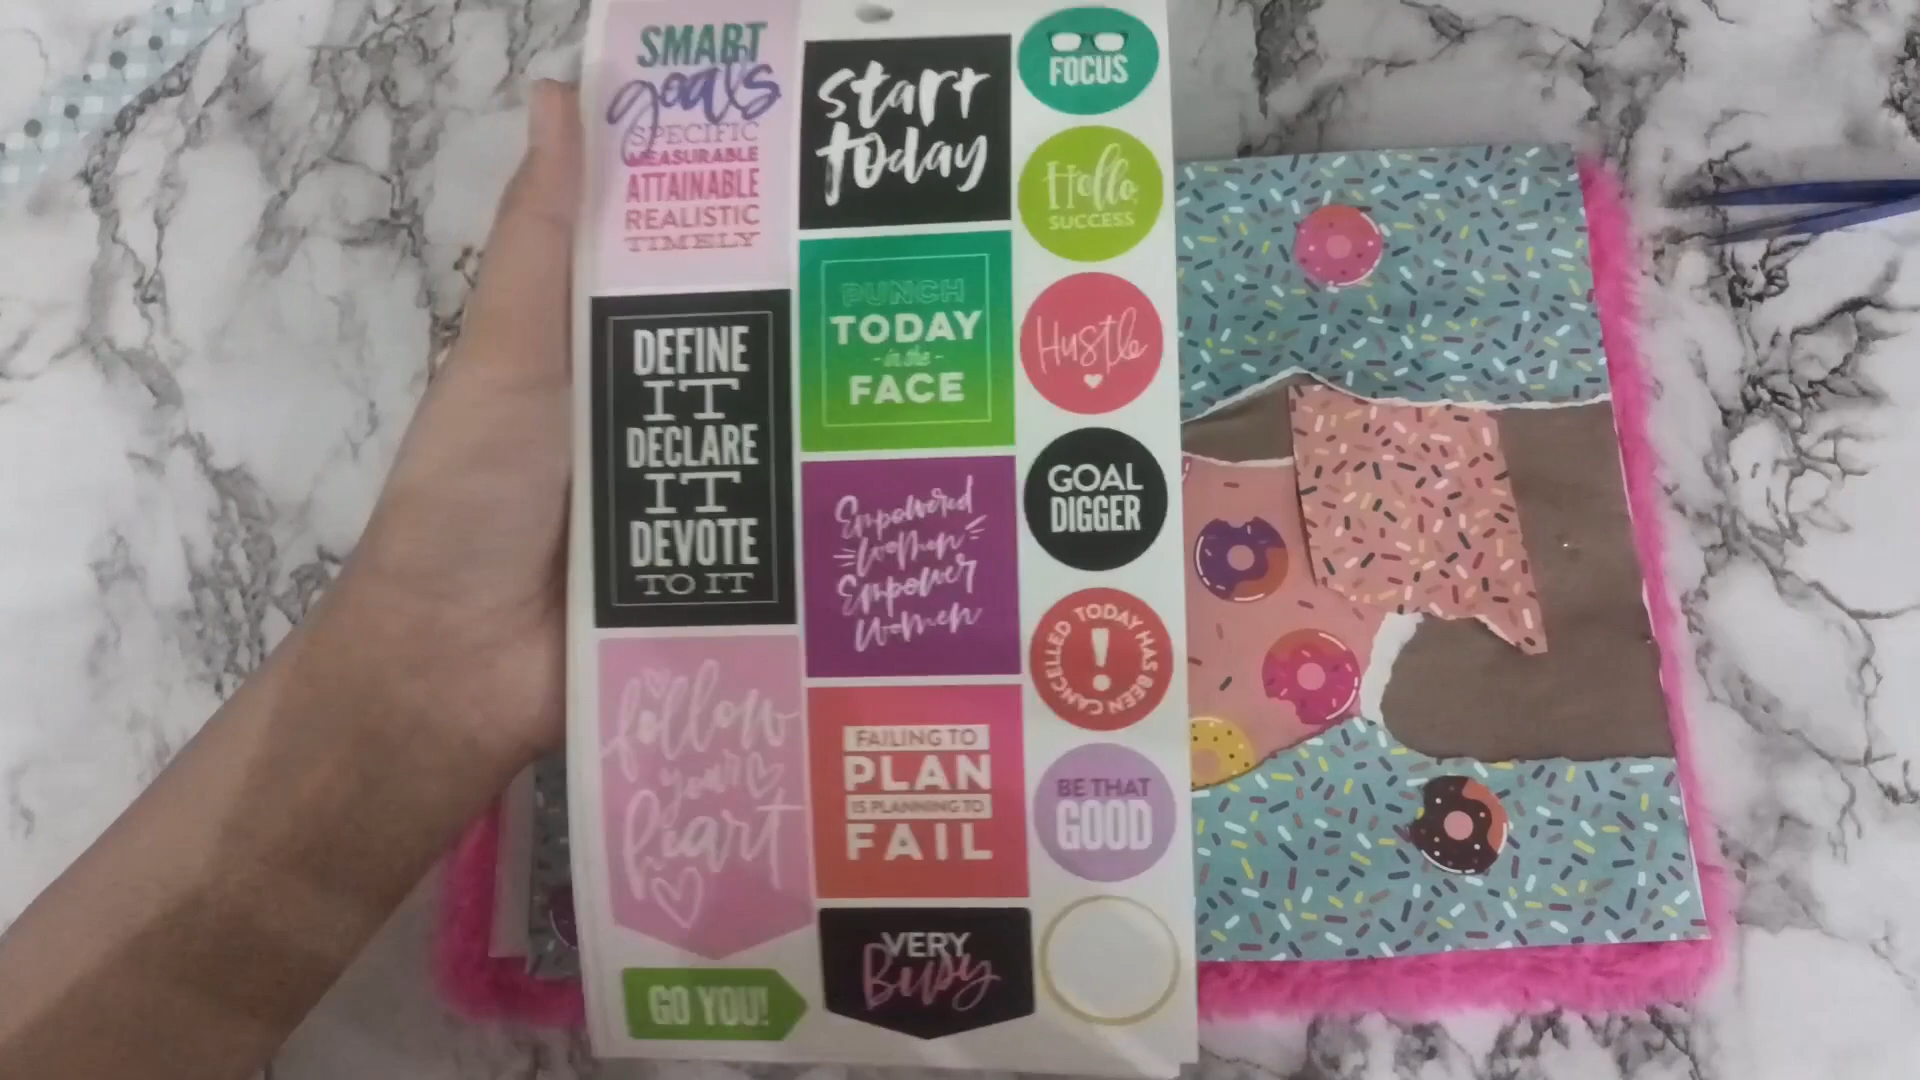 SMART
goals
SPECIFIC
MEASURABLE
ATTAINABLE
REALISTIC
TIMELY
DEFINE
IT
DECLARE
IT
DEVOTE
TO IT
follow
your
heart
GO YOU!
start
today
PUNCH
TODAY
-in the-
FACE
Empowered
Women
Empower
Women
FAILING TO
PLAN
IS PLANNING TO
FAIL
VERY
Busy
FOCUS
Hello
SUCCESS
Hustle
GOAL
DIGGER
TODAY HAS BEEN CANCELLED
!
BE THAT
GOOD